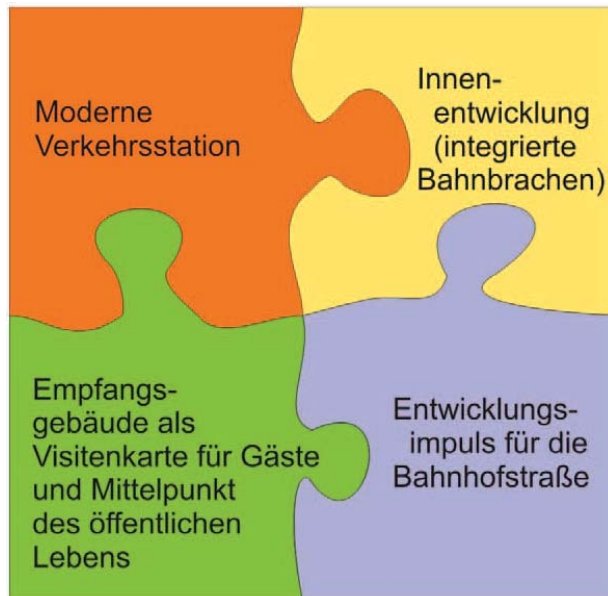 Moderne
Verkehrsstation
Innen-
entwicklung
(integrierte
Bahnbrachen)
Empfangs-
gebäude als
Visitenkarte für Gäste
und Mittelpunkt
des öffentlichen
Lebens
Entwicklungs-
impuls für die
Bahnhofstraße